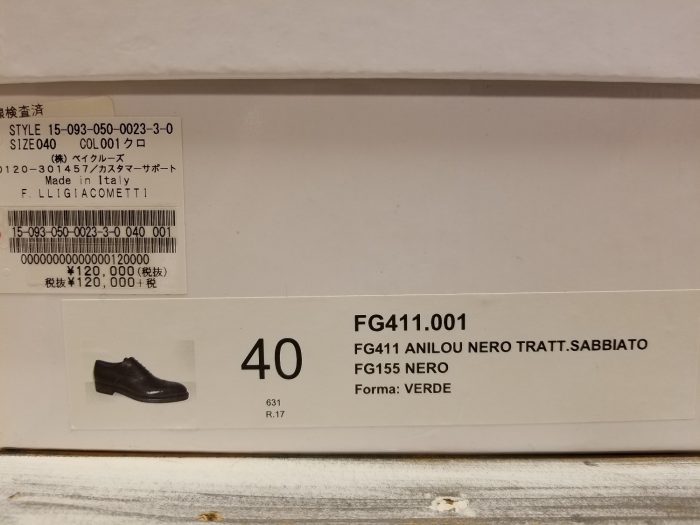 検査済
STYLE 15-093-050-0023-3-0
SIZE040 COL001クロ
(株)ベイクルーズ
0120-301457/カスタマーサポート
Made in Italy
F.LLIGIACOMETTI
15-093-050-0023-3-0 040 001
00000000000000120000
¥120,000(税抜)
税抜¥120,000+税
40
631
R.17
FG411.001
FG411 ANILOU NERO TRATT.SABBIATO
FG155 NERO
Forma: VERDE